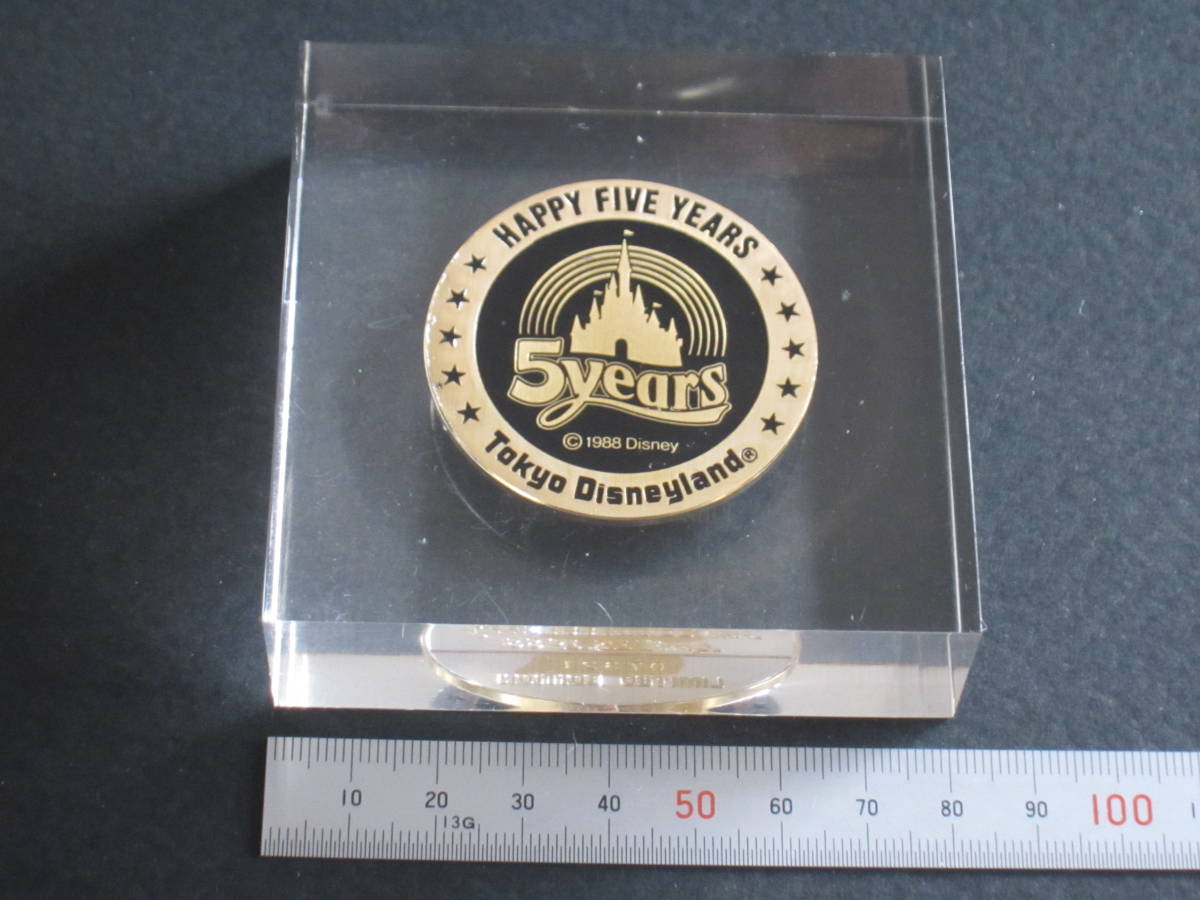 HAPPY FIVE YEARS
5years
© 1988 Disney
Tokyo Disneyland®
10 20 30 40 50 60 70 80 90 100 1
13G